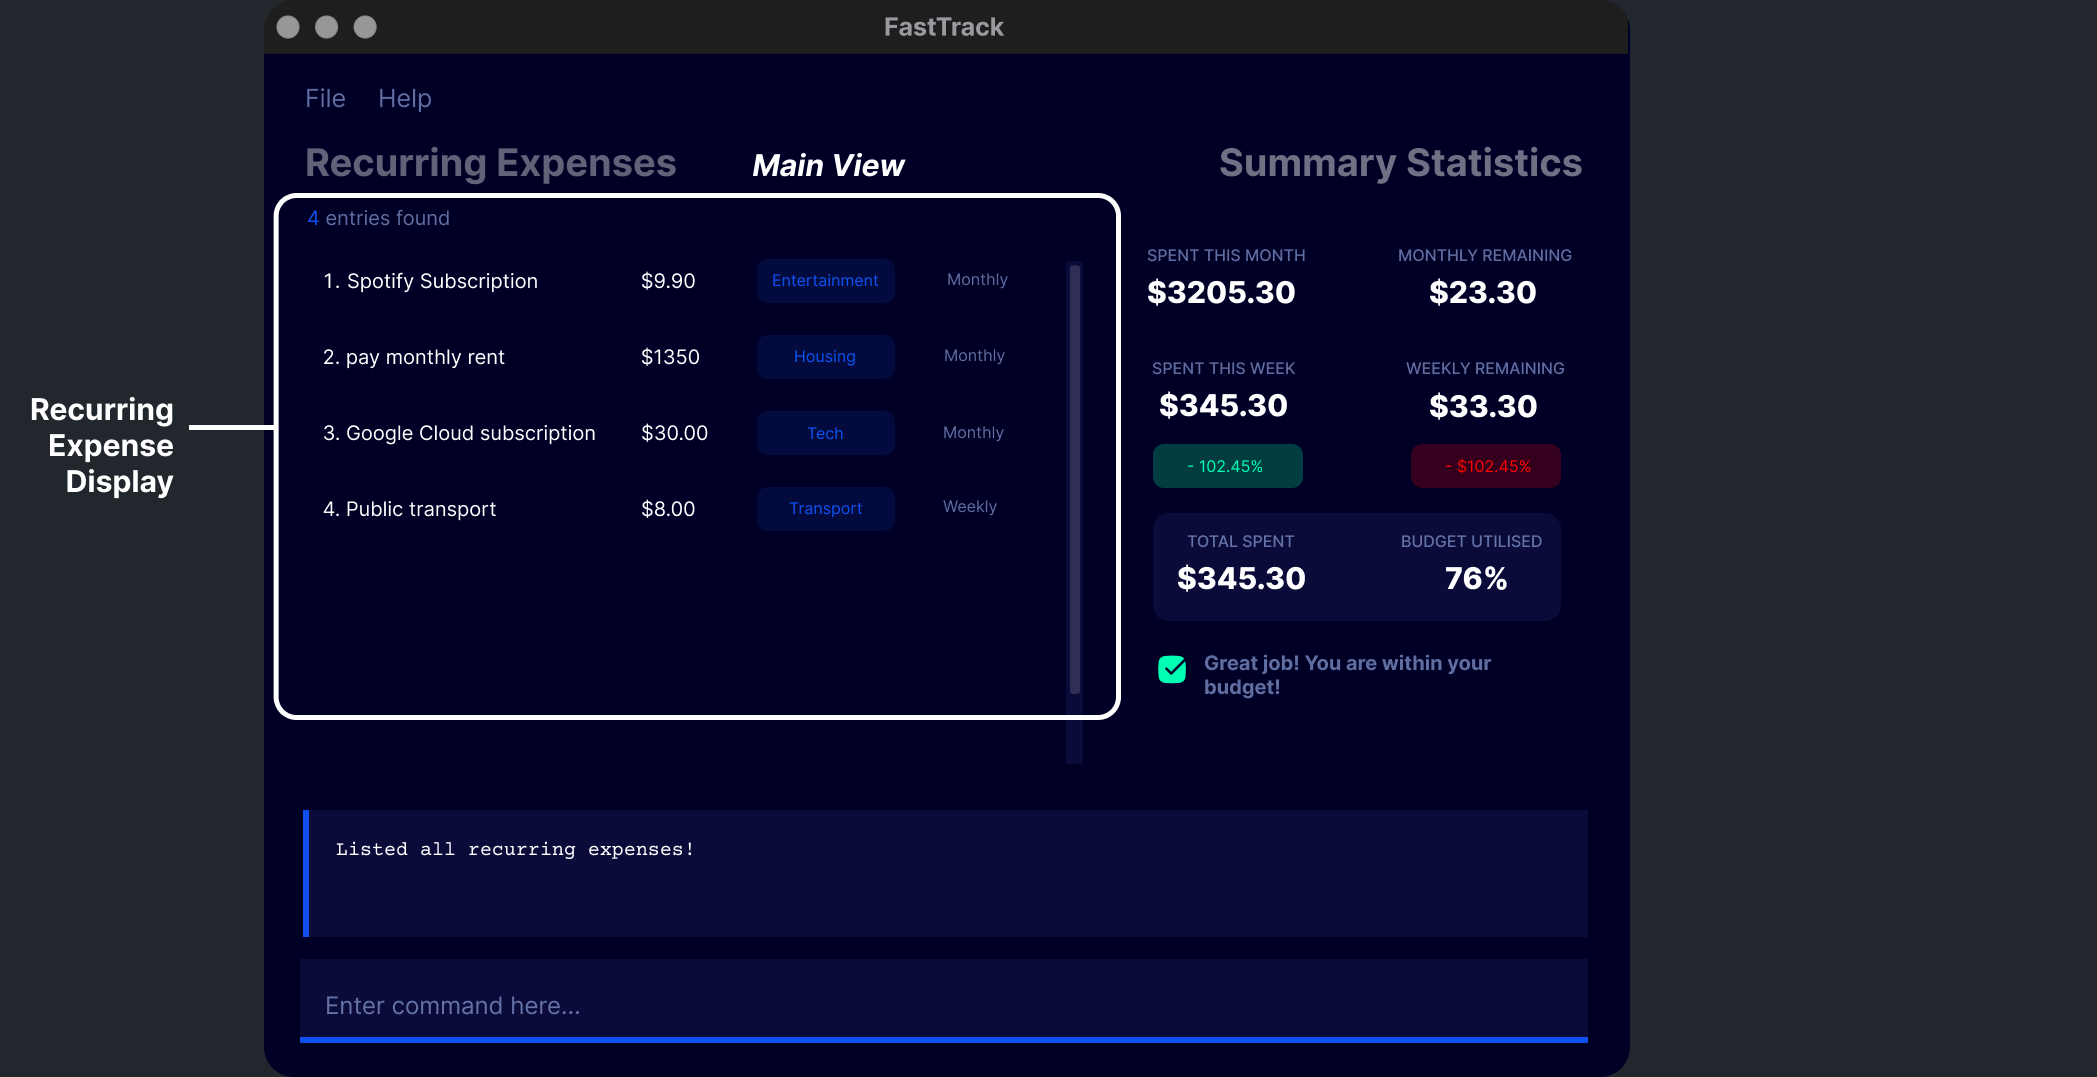 FastTrack
File Help
Recurring Expenses Main View Summary Statistics
4 entries found
1. Spotify Subscription $9.90 Entertainment Monthly
2. pay monthly rent $1350 Housing Monthly
3. Google Cloud subscription $30.00 Tech Monthly
4. Public transport $8.00 Transport Weekly
Recurring
Expense
Display
SPENT THIS MONTH MONTHLY REMAINING
$3205.30 $23.30
SPENT THIS WEEK WEEKLY REMAINING
$345.30 $33.30
- 102.45% - $102.45%
TOTAL SPENT BUDGET UTILISED
$345.30 76%
Great job! You are within your
budget!
Listed all recurring expenses!
Enter command here...